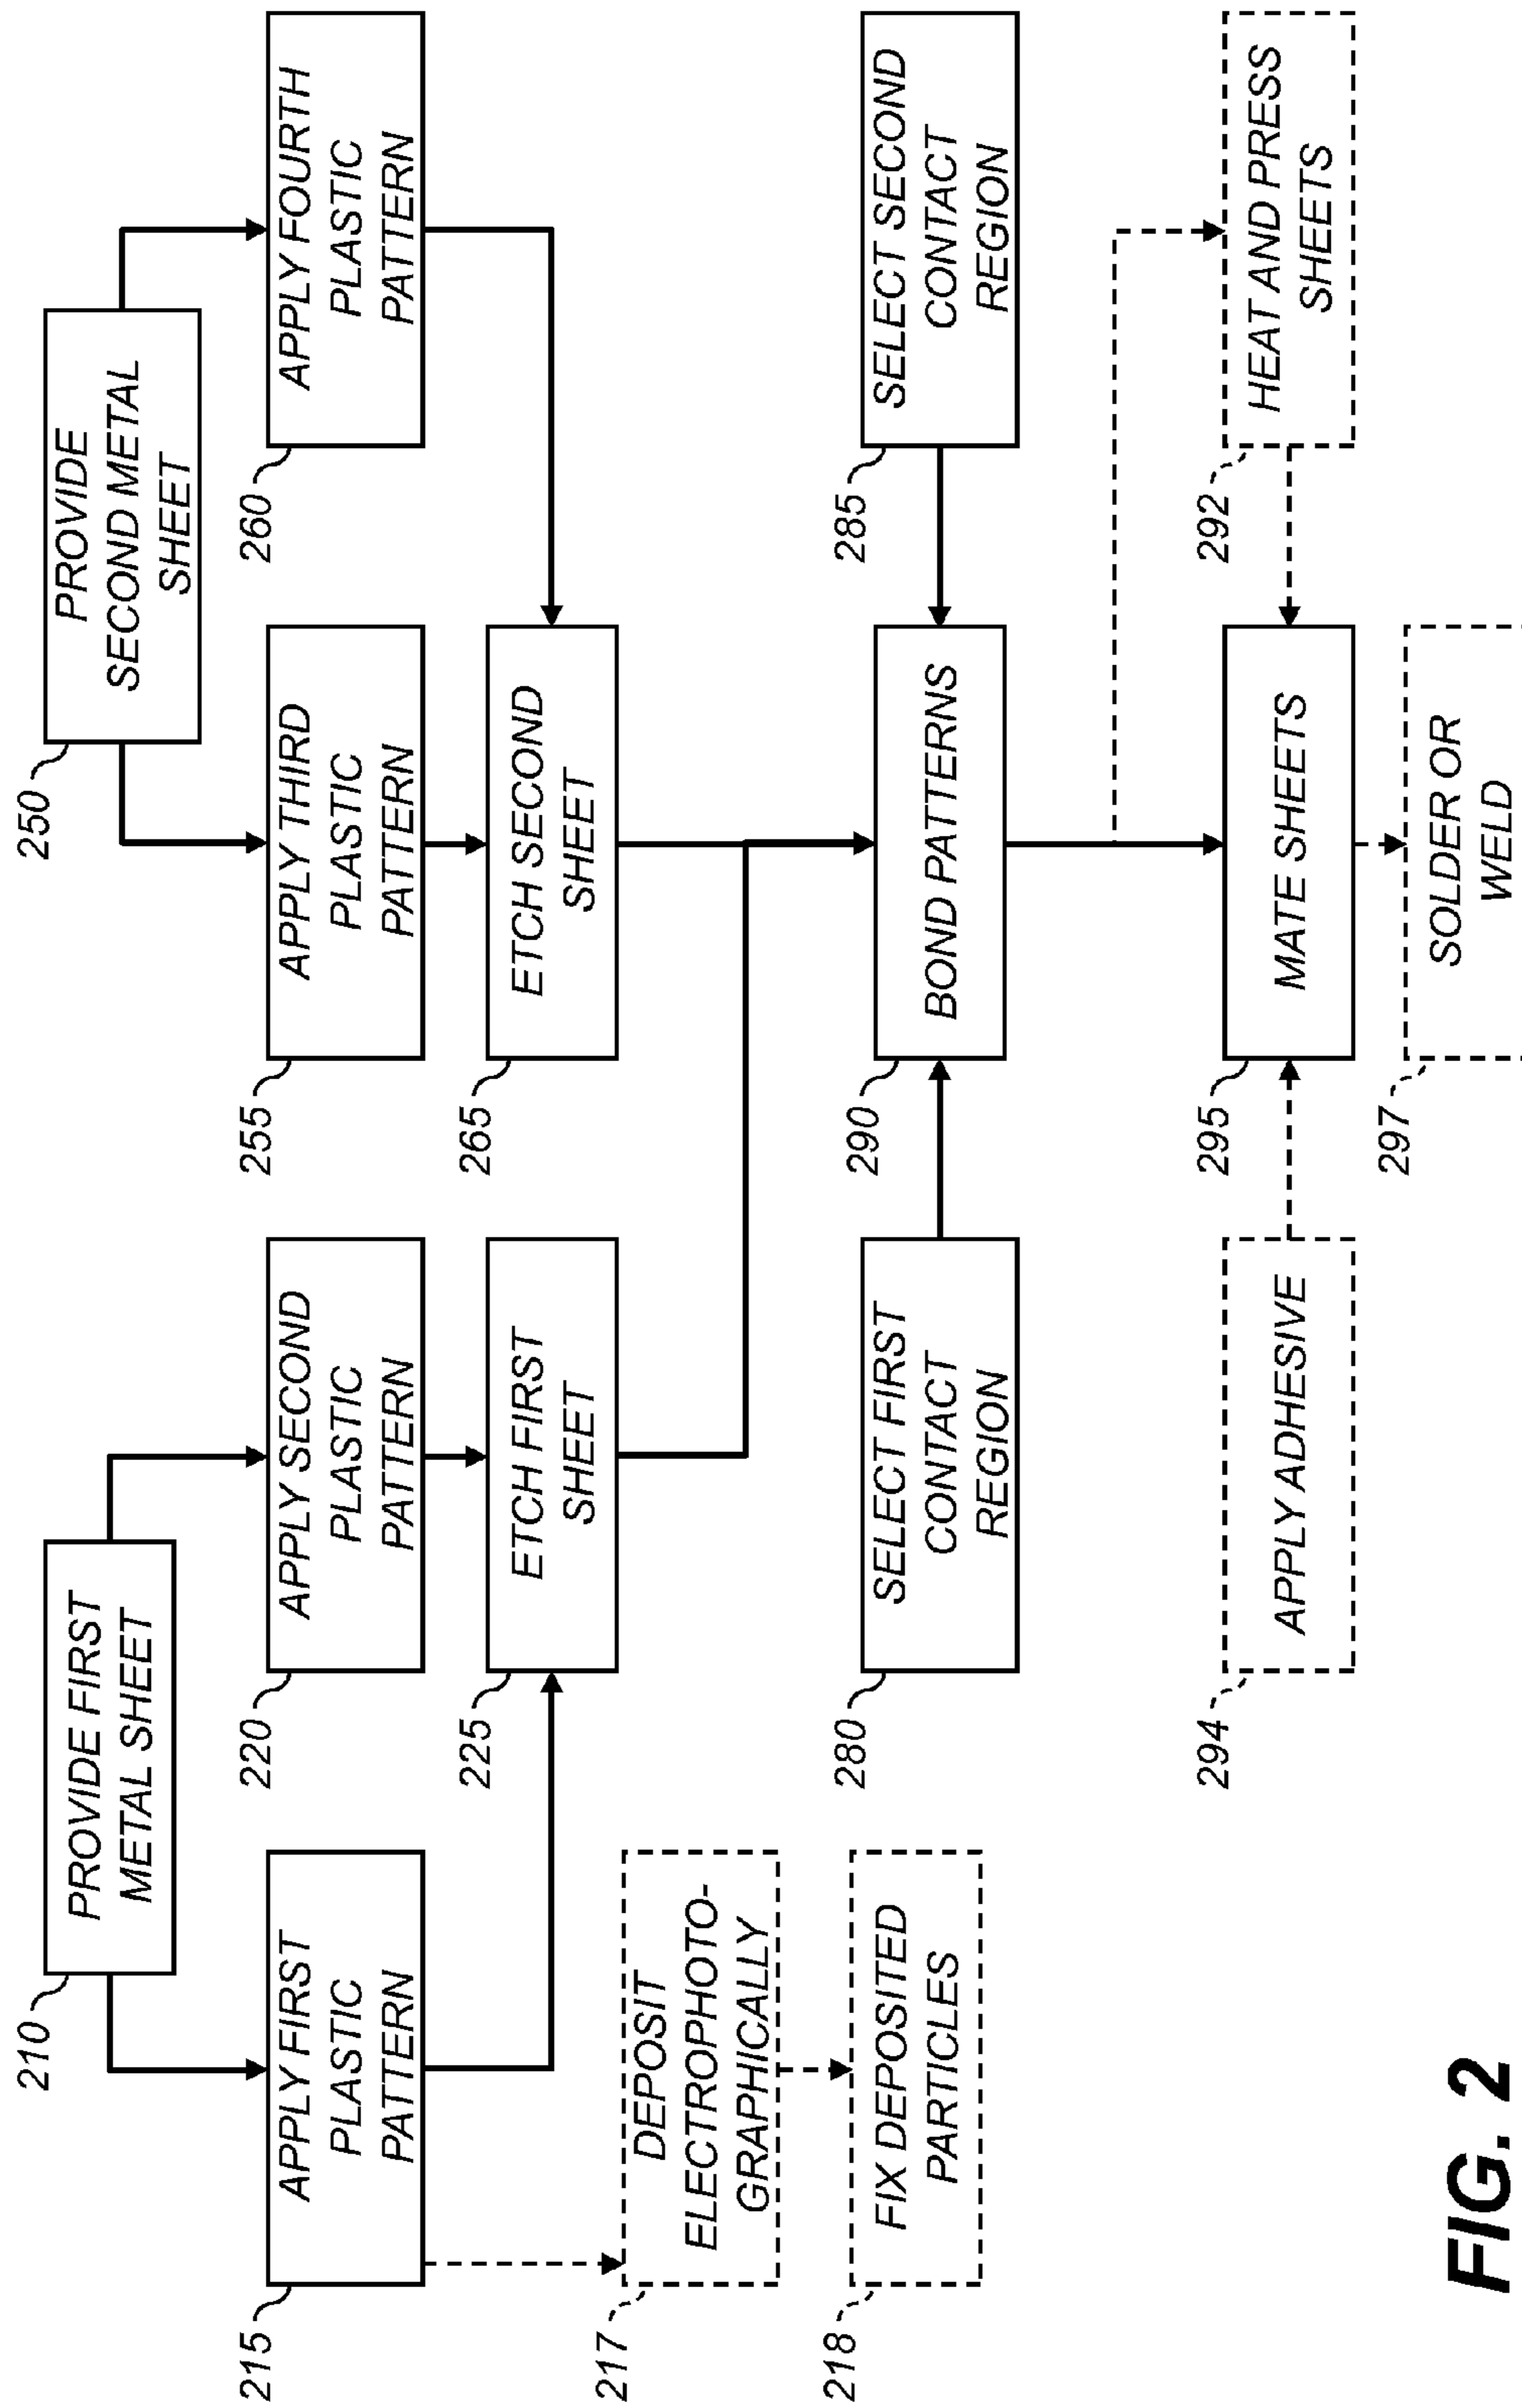 210
PROVIDE FIRST
METAL SHEET
250
PROVIDE
SECOND METAL
SHEET
215
APPLY FIRST
PLASTIC
PATTERN
220
APPLY SECOND
PLASTIC
PATTERN
255
APPLY THIRD
PLASTIC
PATTERN
260
APPLY FOURTH
PLASTIC
PATTERN
225
ETCH FIRST
SHEET
265
ETCH SECOND
SHEET
217
DEPOSIT
ELECTROPHOTO-
GRAPHICALLY
218
FIX DEPOSITED
PARTICLES
280
SELECT FIRST
CONTACT
REGION
290
BOND PATTERNS
285
SELECT SECOND
CONTACT
REGION
294
APPLY ADHESIVE
295
MATE SHEETS
292
HEAT AND PRESS
SHEETS
297
SOLDER OR
WELD
FIG. 2